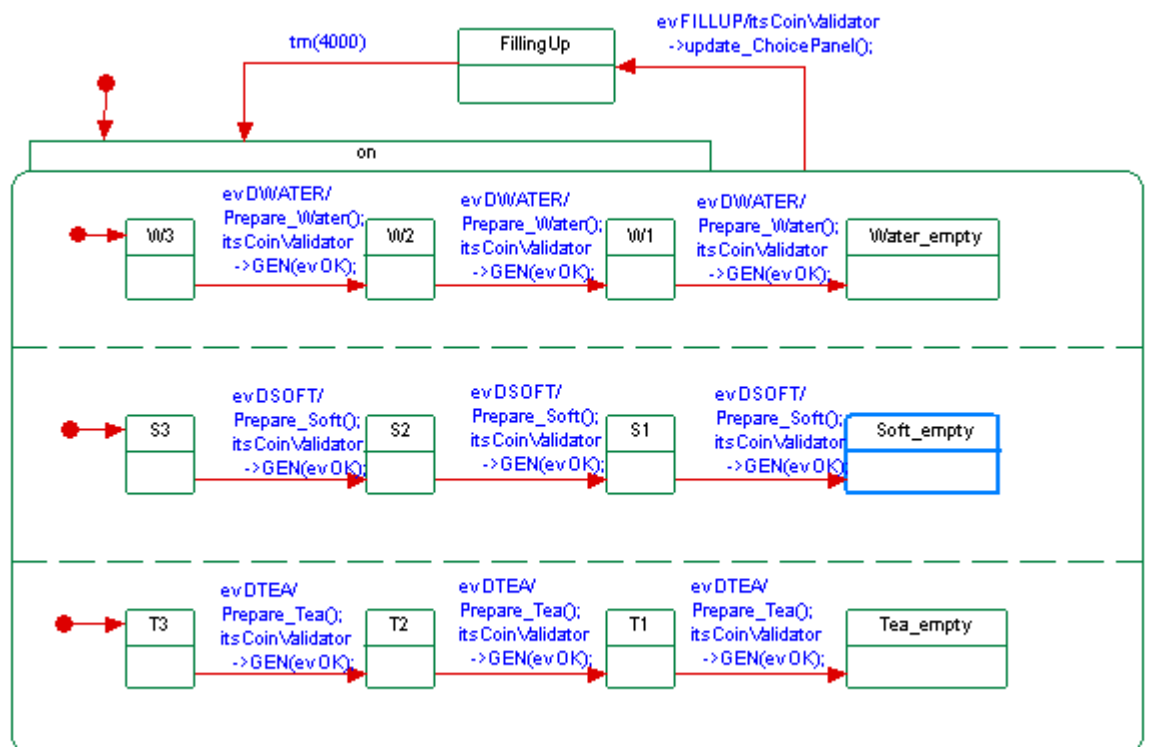 evFILLUP/itsCoinValidator
->update_ChoicePanel();
tm(4000)
FillingUp
on
evDWATER/
Prepare_Water();
itsCoinValidator
->GEN(evOK);
evDWATER/
Prepare_Water();
itsCoinValidator
->GEN(evOK);
evDWATER/
Prepare_Water();
itsCoinValidator
->GEN(evOK);
W3
W2
W1
Water_empty
evDSOFT/
Prepare_Soft();
itsCoinValidator
->GEN(evOK);
evDSOFT/
Prepare_Soft();
itsCoinValidator
->GEN(evOK);
evDSOFT/
Prepare_Soft();
itsCoinValidator
->GEN(evOK);
S3
S2
S1
Soft_empty
evDTEA/
Prepare_Tea();
itsCoinValidator
->GEN(evOK);
evDTEA/
Prepare_Tea();
itsCoinValidator
->GEN(evOK);
evDTEA/
Prepare_Tea();
itsCoinValidator
->GEN(evOK);
T3
T2
T1
Tea_empty